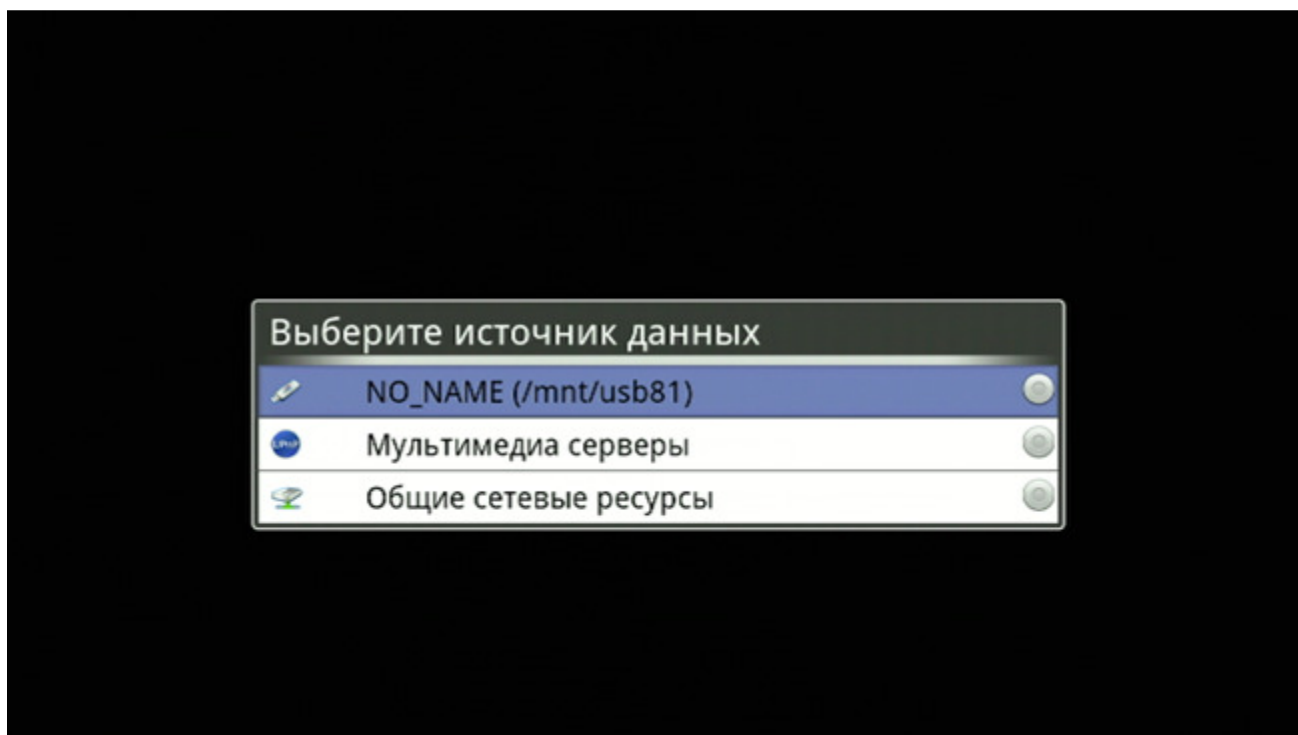 Выберите источник данных
NO_NAME (/mnt/usb81)
Мультимедиа серверы
Общие сетевые ресурсы